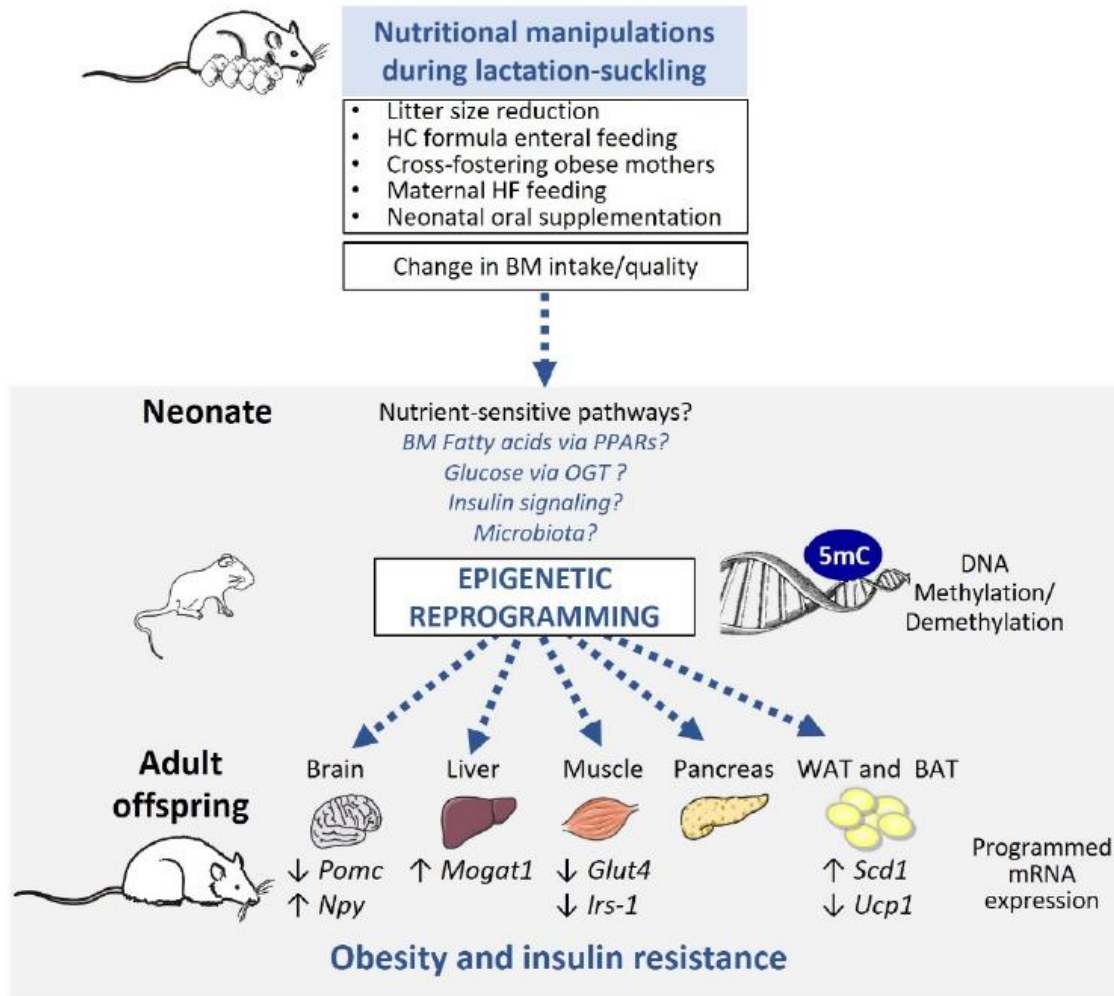 Nutritional manipulations
during lactation-suckling
• Litter size reduction
• HC formula enteral feeding
• Cross-fostering obese mothers
• Maternal HF feeding
• Neonatal oral supplementation
Change in BM intake/quality
Neonate
Nutrient-sensitive pathways?
BM Fatty acids via PPARs?
Glucose via OGT ?
Insulin signaling?
Microbiota?
EPIGENETIC
REPROGRAMMING
5mC
DNA
Methylation/
Demethylation
Adult
offspring
Brain
↓ Pomc
↑ Npy
Liver
↑ Mogat1
Muscle
↓ Glut4
↓ Irs-1
Pancreas
WAT and BAT
↑ Scd1
↓ Ucp1
Programmed
mRNA
expression
Obesity and insulin resistance